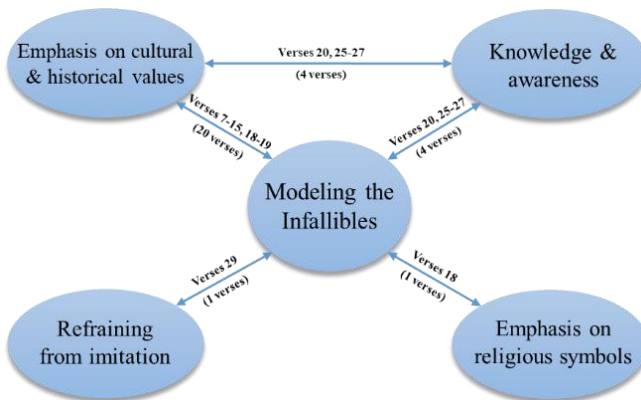 Emphasis on cultural
& historical values
Verses 20, 25-27
(4 verses)
Knowledge &
awareness
Verses 7-15, 18-19
(20 verses)
Verses 20, 25-27
(4 verses)
Modeling the
Infallibles
Verses 29
(1 verses)
Verses 18
(1 verses)
Refraining
from imitation
Emphasis on
religious symbols